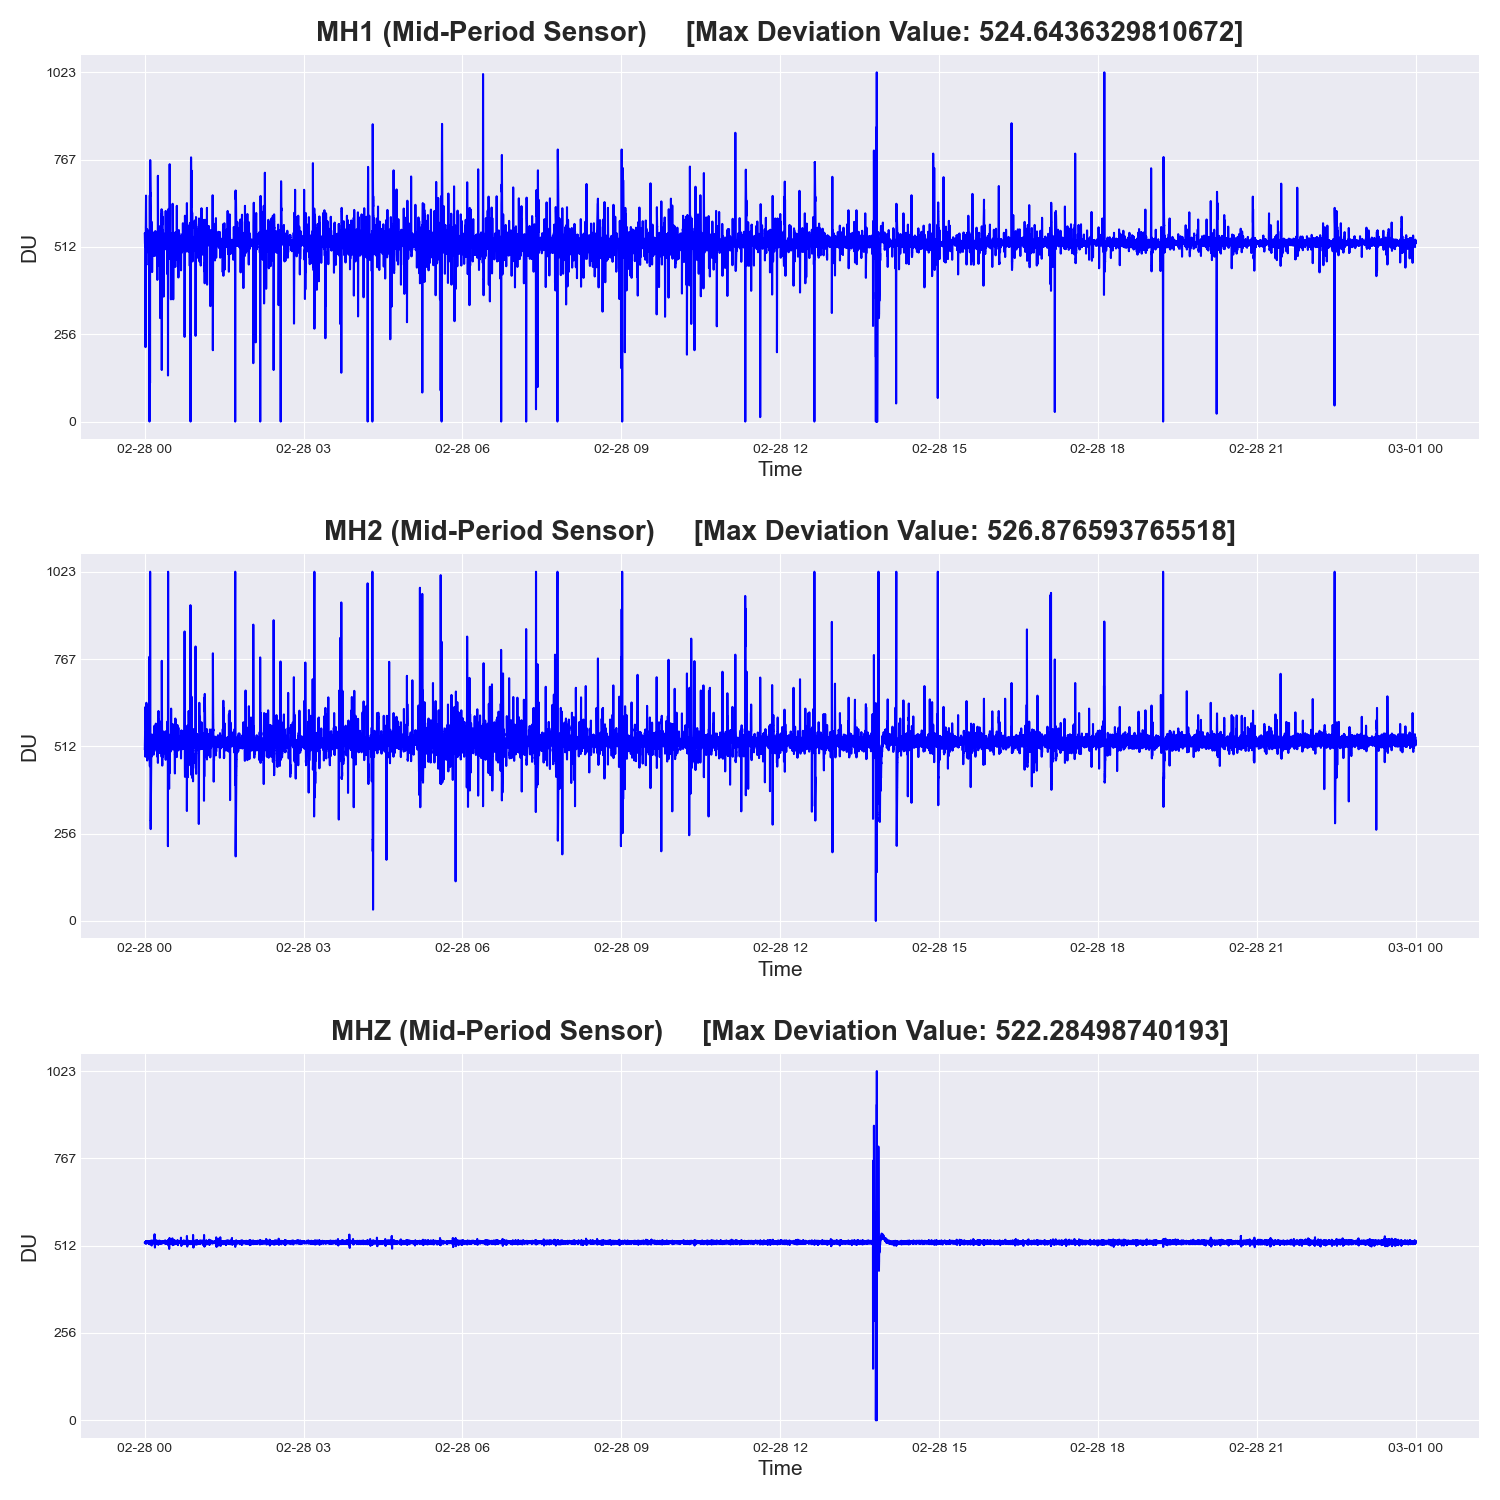 MH1 (Mid-Period Sensor) [Max Deviation Value: 524.6436329810672]
1023
767
512
256
0
DU
02-28 00 02-28 03 02-28 06 02-28 09 02-28 12 02-28 15 02-28 18 02-28 21 03-01 00
Time
MH2 (Mid-Period Sensor) [Max Deviation Value: 526.876593765518]
1023
767
512
256
0
DU
02-28 00 02-28 03 02-28 06 02-28 09 02-28 12 02-28 15 02-28 18 02-28 21 03-01 00
Time
MHZ (Mid-Period Sensor) [Max Deviation Value: 522.28498740193]
1023
767
512
256
0
DU
02-28 00 02-28 03 02-28 06 02-28 09 02-28 12 02-28 15 02-28 18 02-28 21 03-01 00
Time